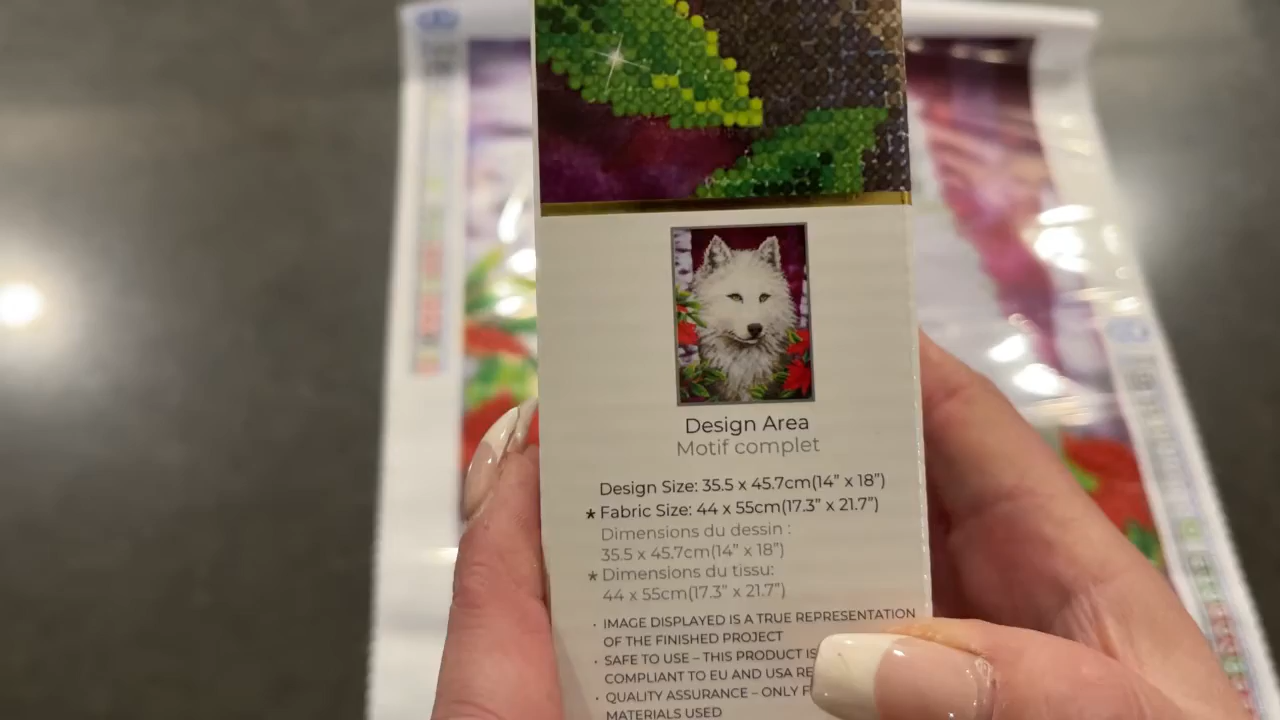 Design Area
Motif complet
Design Size: 35.5 x 45.7cm(14” x 18”)
* Fabric Size: 44 x 55cm(17.3” x 21.7”)
Dimensions du dessin :
35.5 x 45.7cm(14” x 18”)
* Dimensions du tissu:
44 x 55cm(17.3” x 21.7”)
· IMAGE DISPLAYED IS A TRUE REPRESENTATION
OF THE FINISHED PROJECT
· SAFE TO USE – THIS PRODUCT IS
COMPLIANT TO EU AND USA RE
· QUALITY ASSURANCE – ONLY F
MATERIALS USED